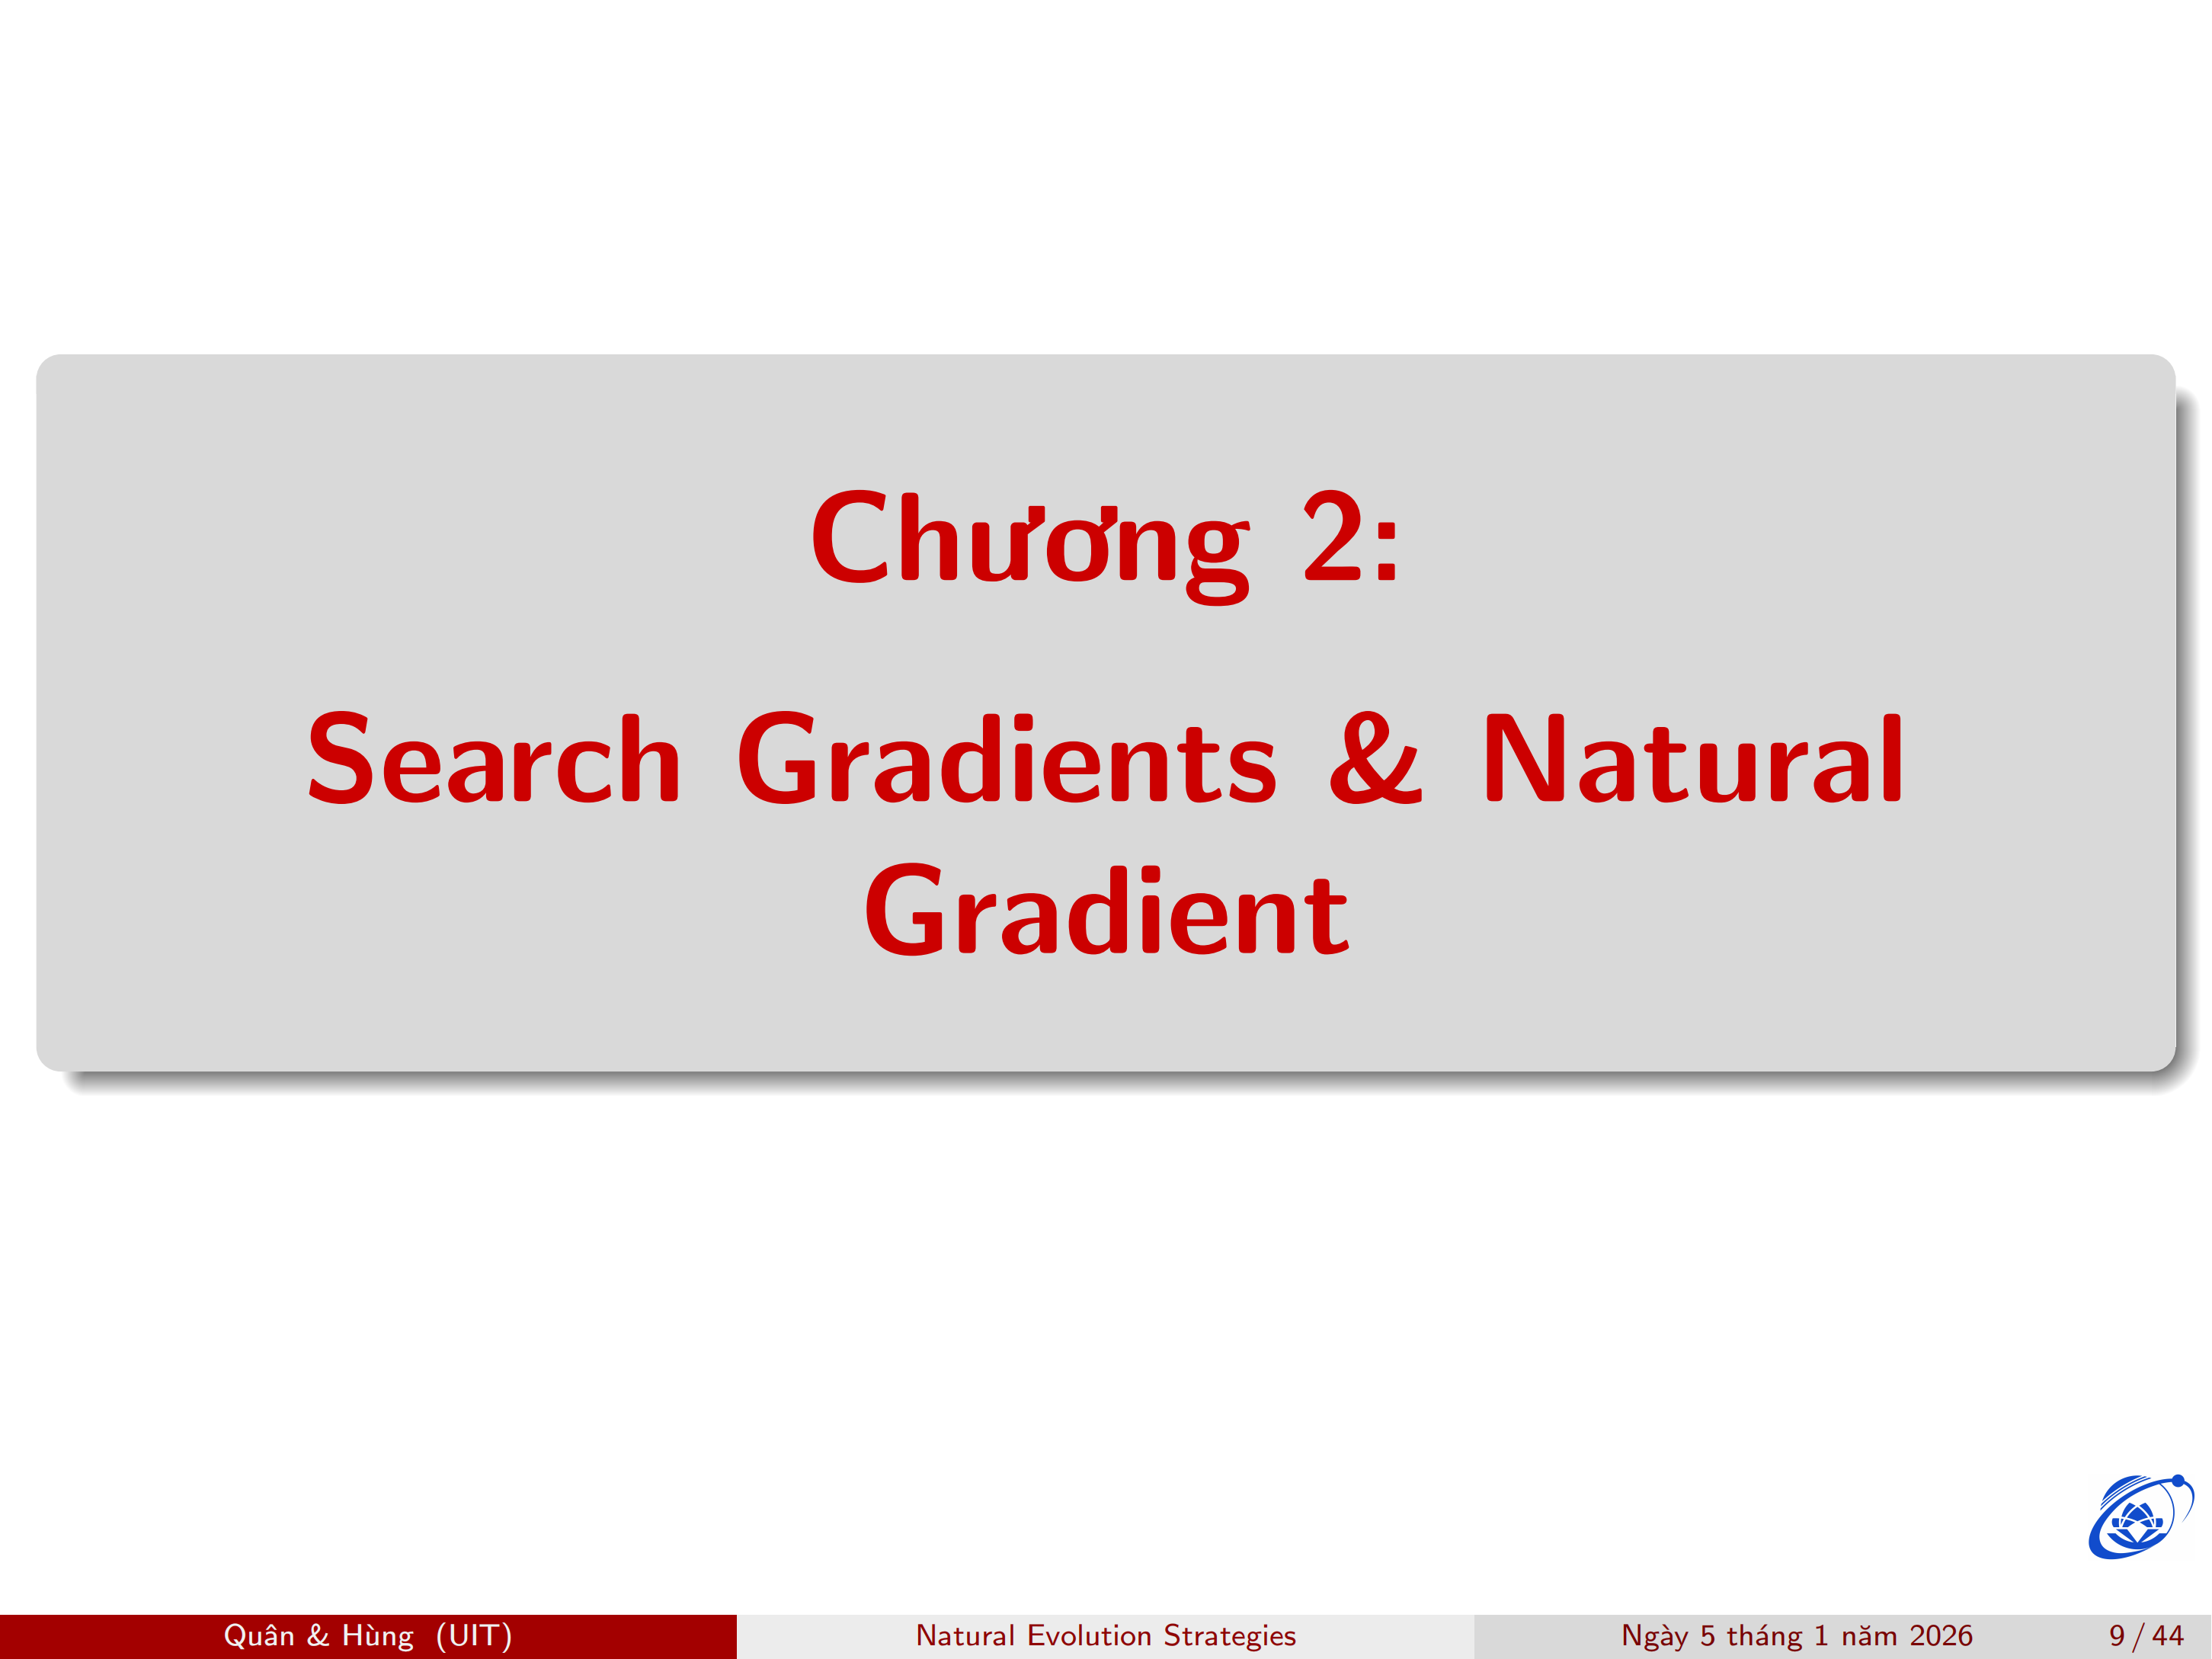 Chương 2:
Search Gradients & Natural
Gradient
Quân & Hùng (UIT)
Natural Evolution Strategies
Ngày 5 tháng 1 năm 2026
9 / 44